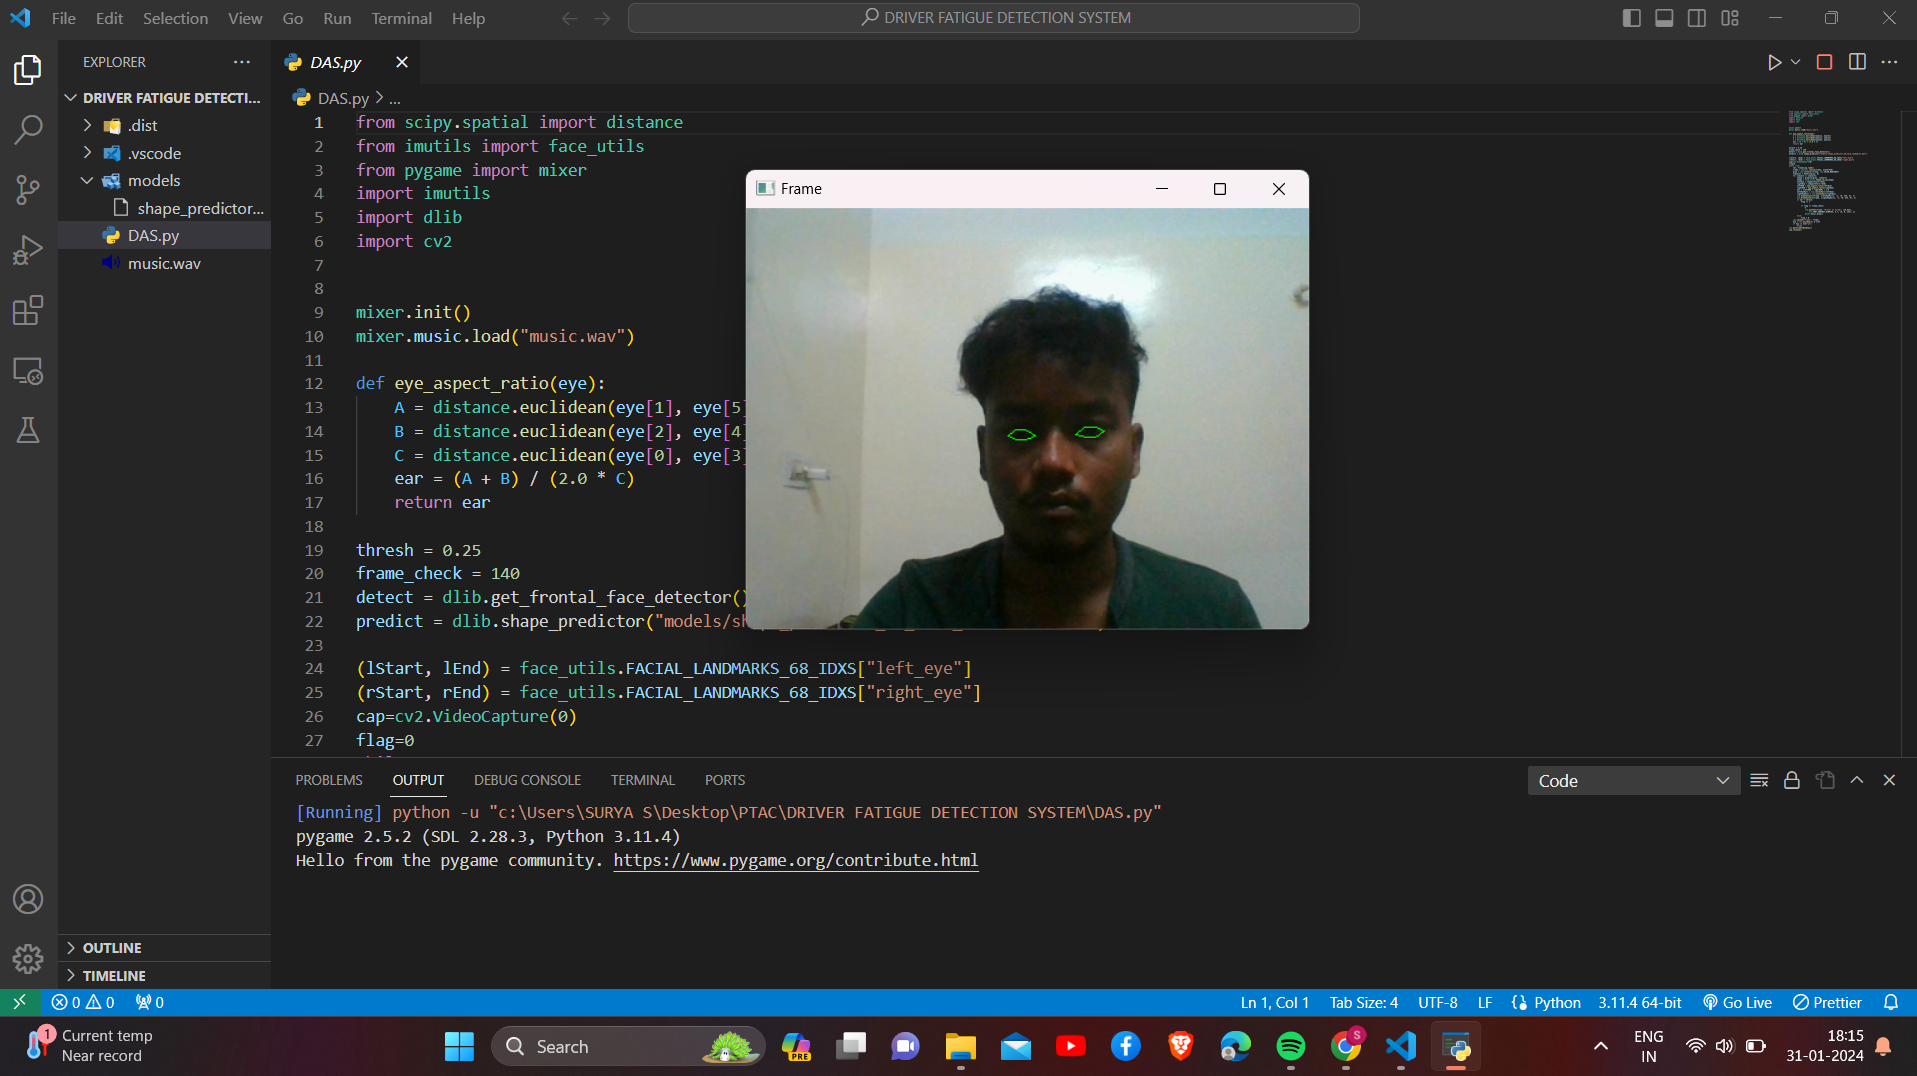 File Edit Selection View Go Run Terminal Help
DRIVER FATIGUE DETECTION SYSTEM
EXPLORER
DRIVER FATIGUE DETECTI...
.dist
.vscode
models
shape_predictor...
DAS.py
music.wav
OUTLINE
TIMELINE
DAS.py
DAS.py > ...
1 from scipy.spatial import distance
2 from imutils import face_utils
3 from pygame import mixer
4 import imutils
5 import dlib
6 import cv2
7
8
9 mixer.init()
10 mixer.music.load("music.wav")
11
12 def eye_aspect_ratio(eye):
13 A = distance.euclidean(eye[1], eye[5]
14 B = distance.euclidean(eye[2], eye[4]
15 C = distance.euclidean(eye[0], eye[3]
16 ear = (A + B) / (2.0 * C)
17 return ear
18
19 thresh = 0.25
20 frame_check = 140
21 detect = dlib.get_frontal_face_detector()
22 predict = dlib.shape_predictor("models/sh
23
24 (lStart, lEnd) = face_utils.FACIAL_LANDMARKS_68_IDXS["left_eye"]
25 (rStart, rEnd) = face_utils.FACIAL_LANDMARKS_68_IDXS["right_eye"]
26 cap=cv2.VideoCapture(0)
27 flag=0
Frame
PROBLEMS OUTPUT DEBUG CONSOLE TERMINAL PORTS
Code
[Running] python -u "c:\Users\SURYA S\Desktop\PTAC\DRIVER FATIGUE DETECTION SYSTEM\DAS.py"
pygame 2.5.2 (SDL 2.28.3, Python 3.11.4)
Hello from the pygame community. https://www.pygame.org/contribute.html
0 0 0
Ln 1, Col 1 Tab Size: 4 UTF-8 LF Python 3.11.4 64-bit Go Live Prettier
1
Current temp
Near record
Search
PRE
S
ENG
IN
18:15
31-01-2024